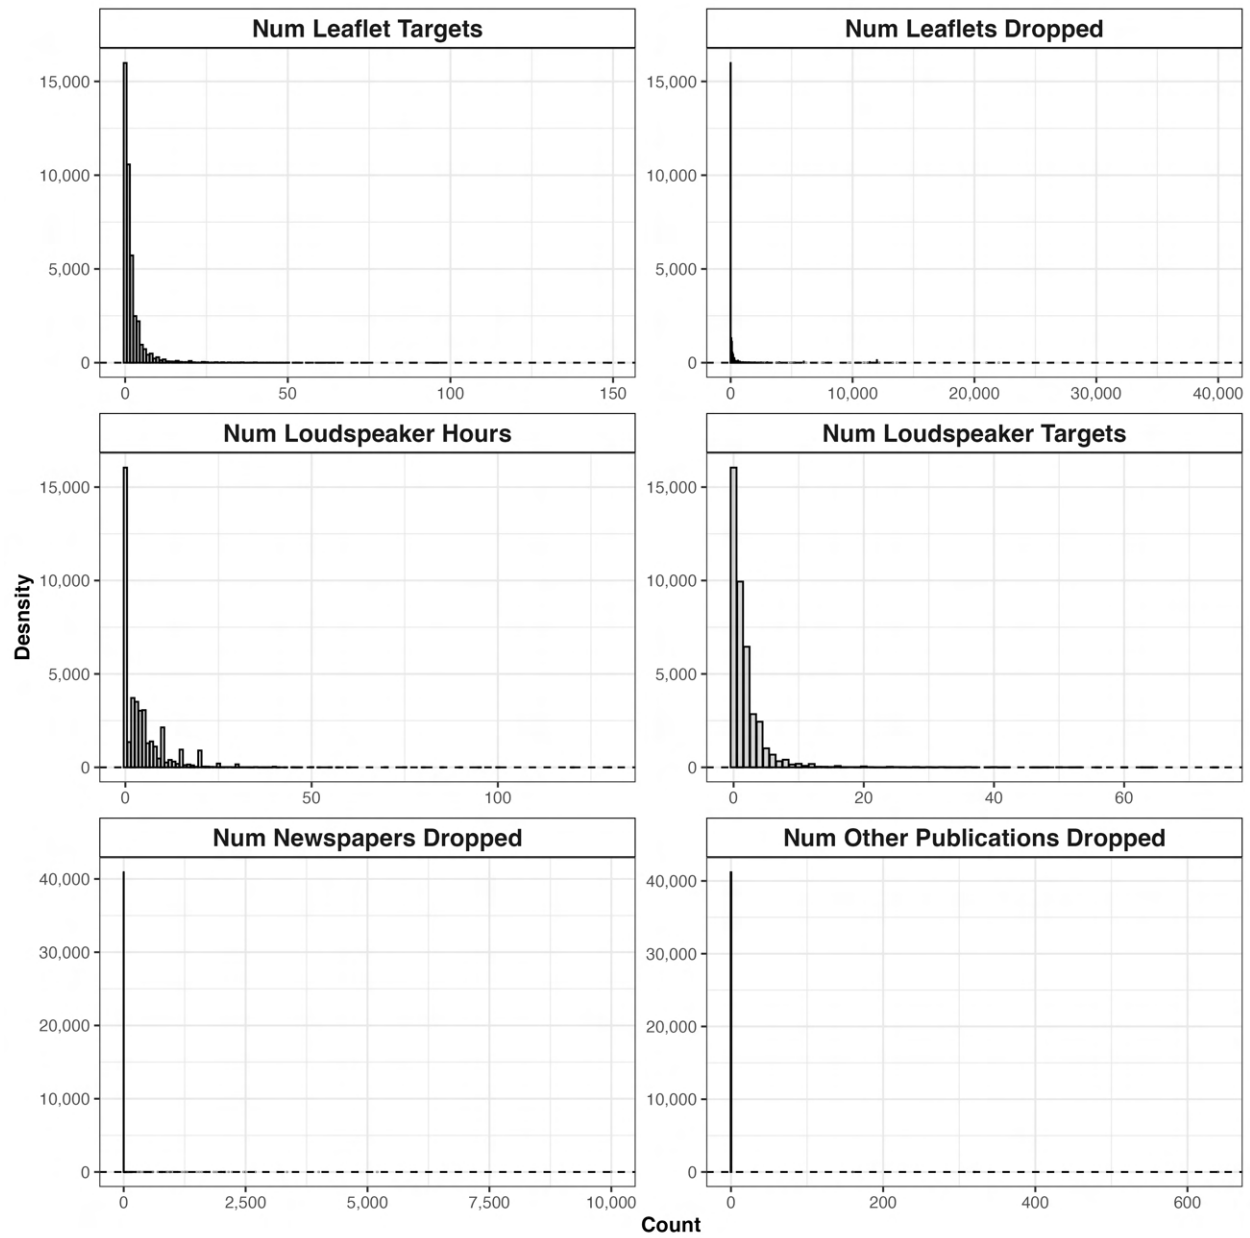 Num Leaflet Targets
15,000
10,000
5,000
0
0 50 100 150
Num Leaflets Dropped
15,000
10,000
5,000
0
0 10,000 20,000 30,000 40,000
Num Loudspeaker Hours
15,000
10,000
5,000
0
0 50 100
Num Loudspeaker Targets
15,000
10,000
5,000
0
0 20 40 60
Desnsity
Num Newspapers Dropped
40,000
30,000
20,000
10,000
0
0 2,500 5,000 7,500 10,000
Num Other Publications Dropped
40,000
30,000
20,000
10,000
0
0 200 400 600
Count